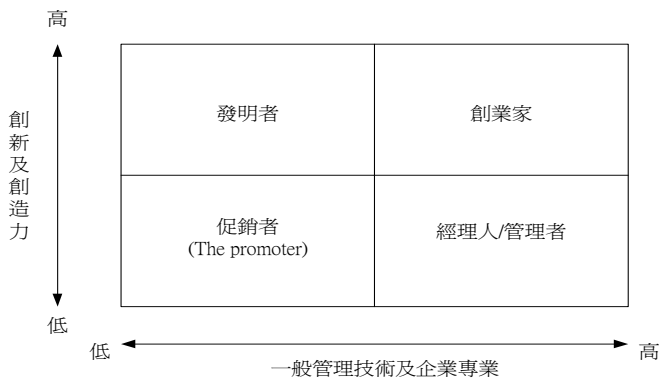 高
發明者
創業家
創新及創造力
促銷者
(The promoter)
經理人/管理者
低
低
高
一般管理技術及企業專業